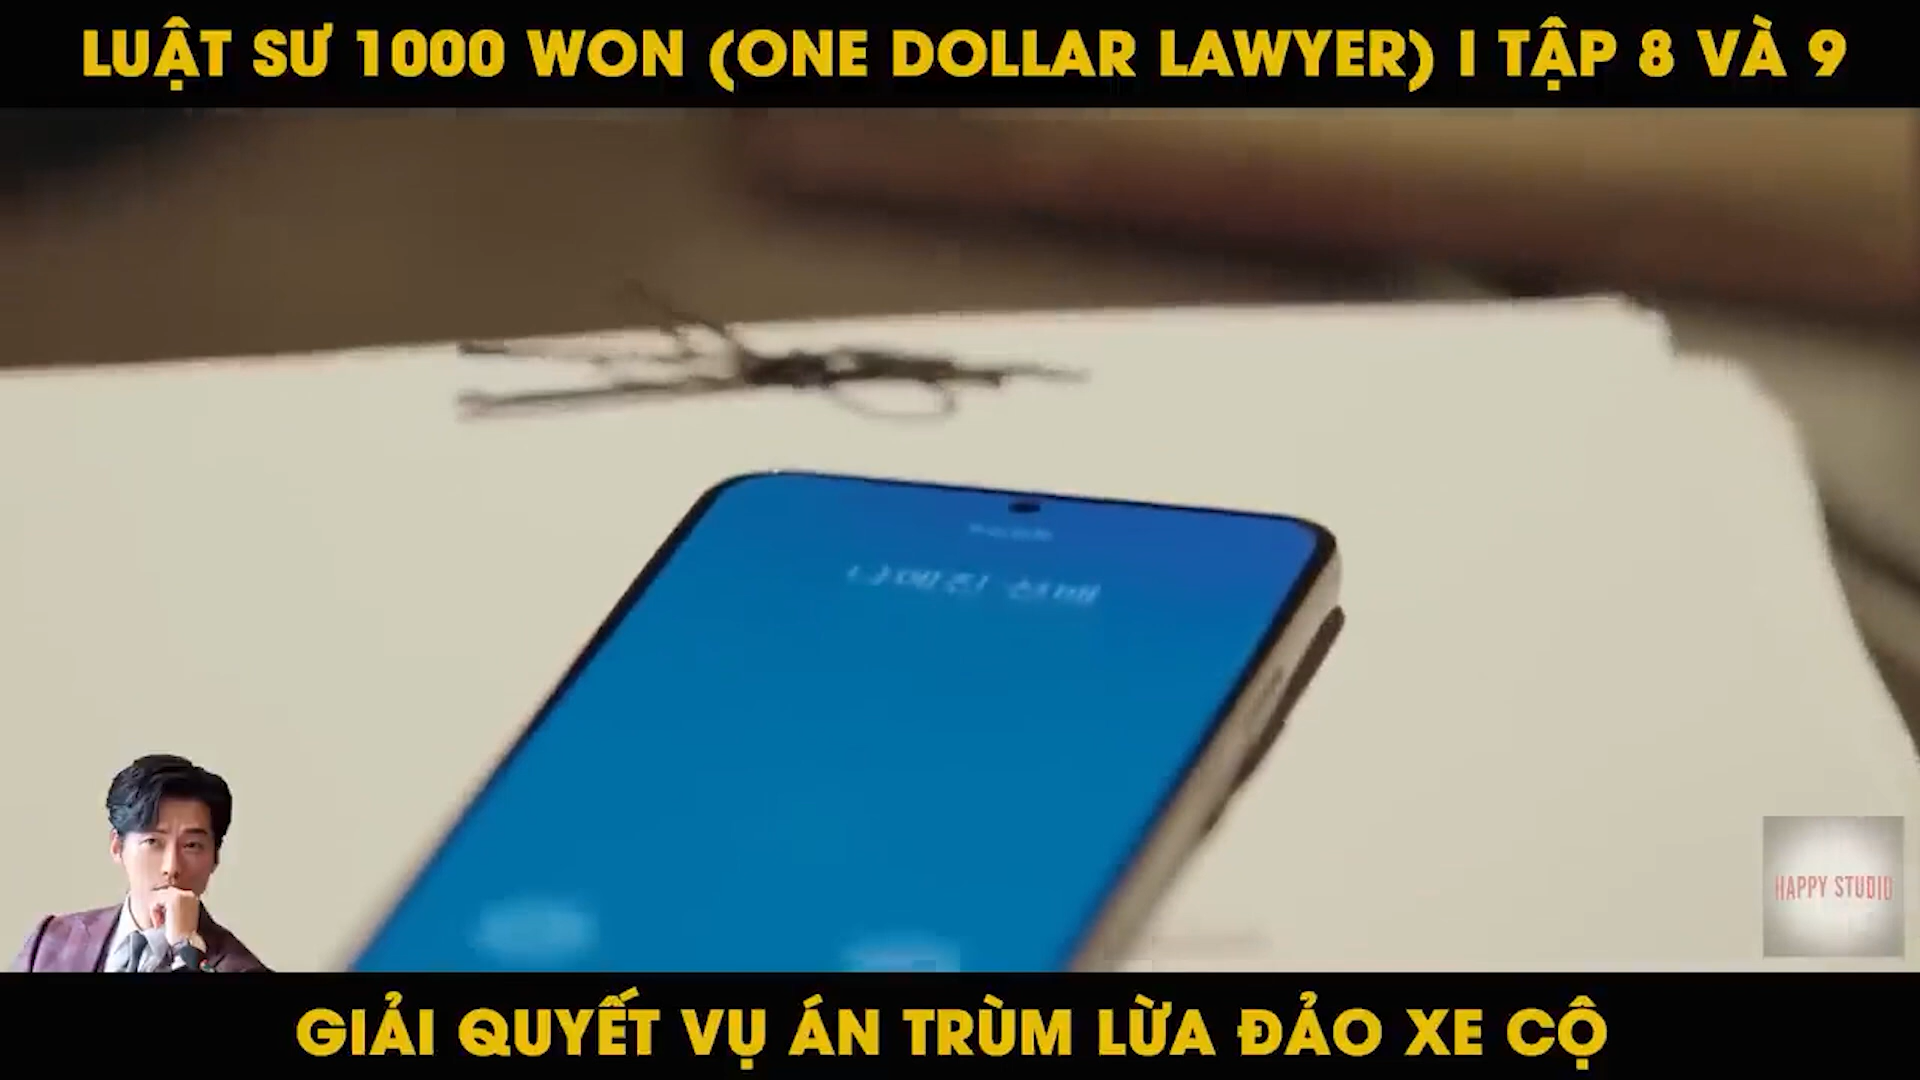 LUẬT SƯ 1000 WON (ONE DOLLAR LAWYER) I TẬP 8 VÀ 9
HAPPY STUDIO
GIẢI QUYẾT VỤ ÁN TRÙM LỪA ĐẢO XE CỘ